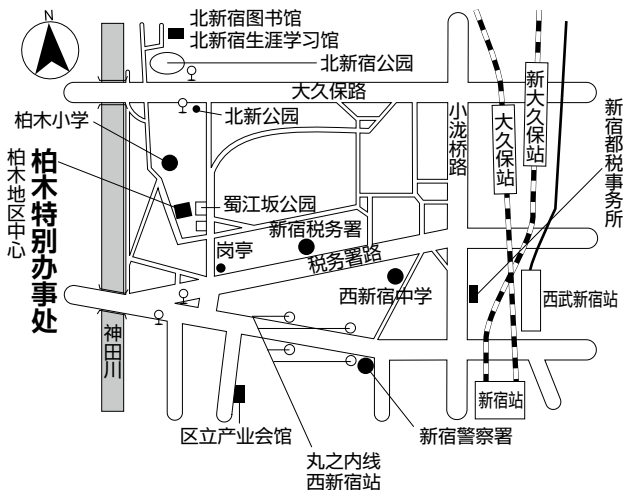 N
北新宿图书馆
北新宿生涯学习馆
北新宿公园
大久保路
北新公园
柏木小学
小泷桥路
大久保站
新大久保站
新宿都税事务所
柏木特别办事处
柏木地区中心
蜀江坂公园
新宿税务署
税务署路
岗亭
西新宿中学
西武新宿站
神田川
新宿站
区立产业会馆
新宿警察署
丸之内线
西新宿站